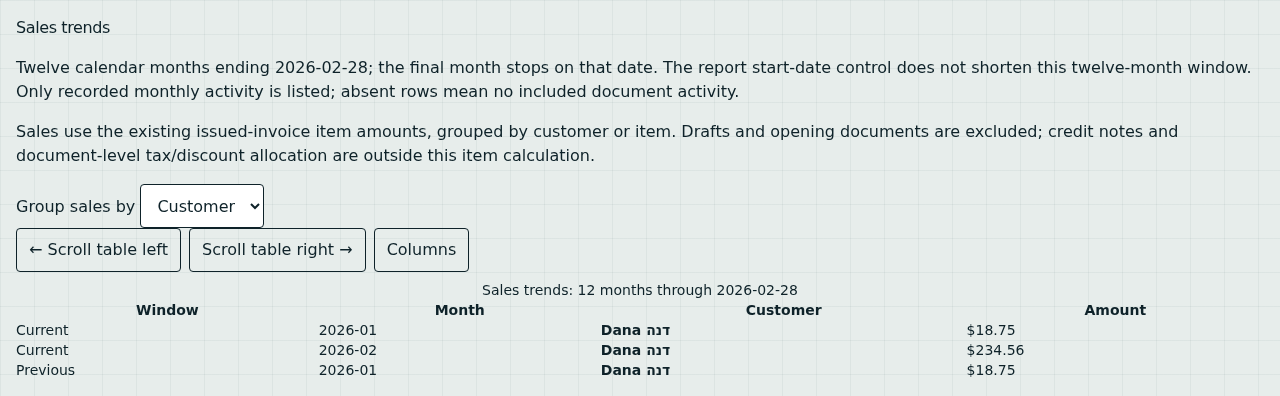 Sales trends
Twelve calendar months ending 2026-02-28; the final month stops on that date. The report start-date control does not shorten this twelve-month window.
Only recorded monthly activity is listed; absent rows mean no included document activity.
Sales use the existing issued-invoice item amounts, grouped by customer or item. Drafts and opening documents are excluded; credit notes and
document-level tax/discount allocation are outside this item calculation.
Group sales by Customer
← Scroll table left Scroll table right → Columns
Sales trends: 12 months through 2026-02-28
Window Month Customer Amount
Current 2026-01 Dana דנה $18.75
Current 2026-02 Dana דנה $234.56
Previous 2026-01 Dana דנה $18.75